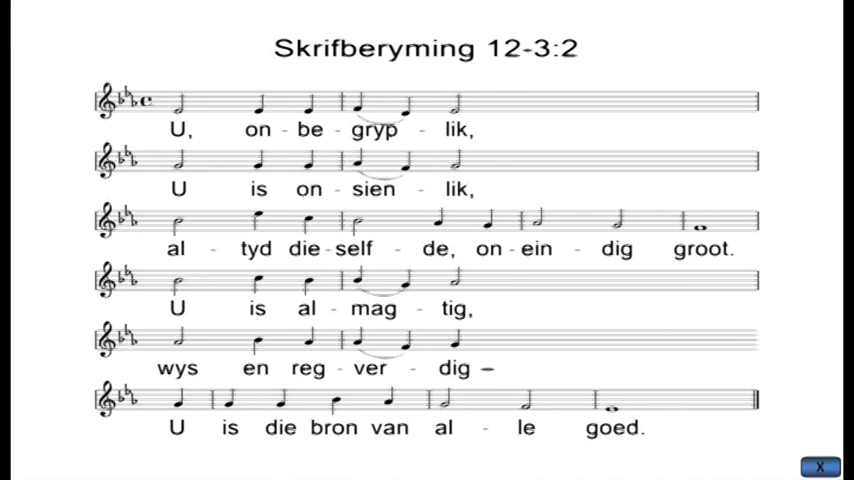 Skrifberyming 12-3:2
U, on - be - gryp - lik,
U is on - sien - lik,
al - tyd die - self - de, on - ein - dig groot.
U is al - mag - tig,
wys en reg - ver - dig –
U is die bron van al - le goed.
X